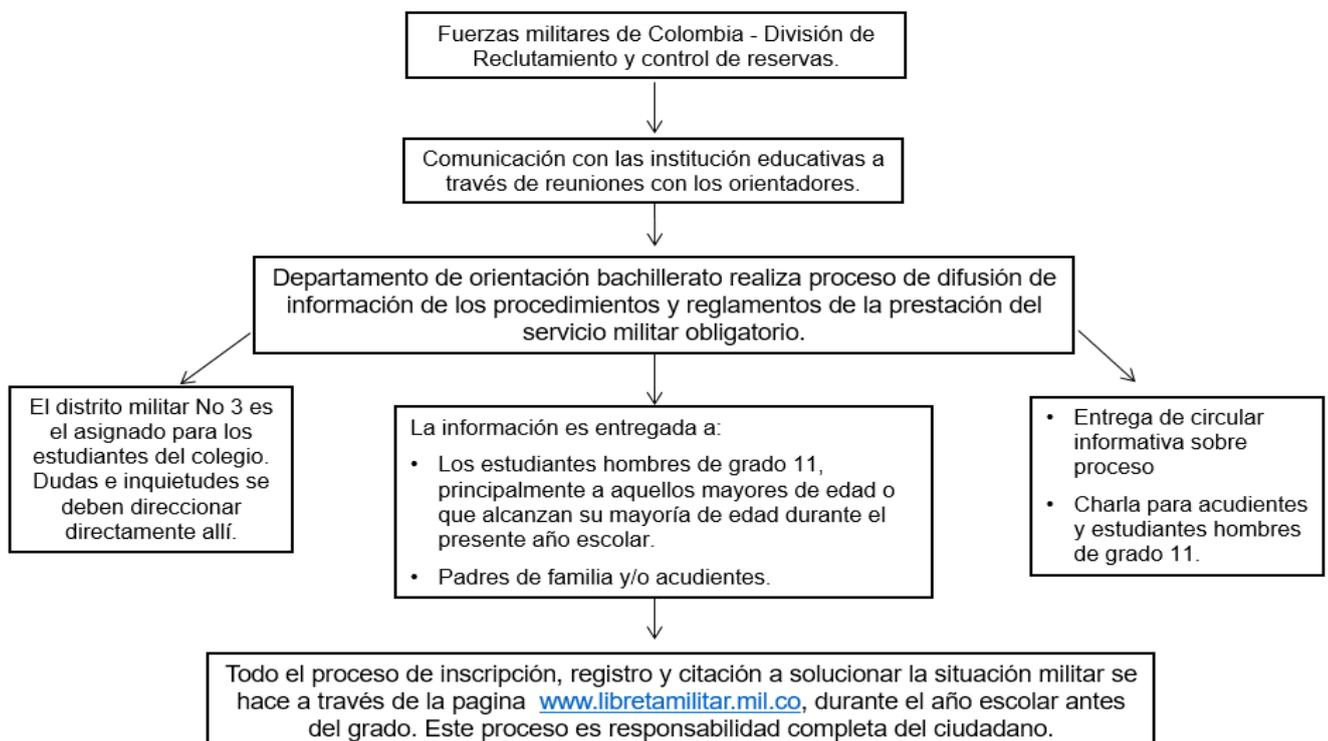 Fuerzas militares de Colombia - División de
Reclutamiento y control de reservas.
Comunicación con las institución educativas a
través de reuniones con los orientadores.
Departamento de orientación bachillerato realiza proceso de difusión de
información de los procedimientos y reglamentos de la prestación del
servicio militar obligatorio.
El distrito militar No 3 es
el asignado para los
estudiantes del colegio.
Dudas e inquietudes se
deben direccionar
directamente allí.
La información es entregada a:
• Los estudiantes hombres de grado 11,
principalmente a aquellos mayores de edad o
que alcanzan su mayoría de edad durante el
presente año escolar.
• Padres de familia y/o acudientes.
• Entrega de circular
informativa sobre
proceso
• Charla para acudientes
y estudiantes hombres
de grado 11.
Todo el proceso de inscripción, registro y citación a solucionar la situación militar se
hace a través de la pagina www.libretamilitar.mil.co, durante el año escolar antes
del grado. Este proceso es responsabilidad completa del ciudadano.